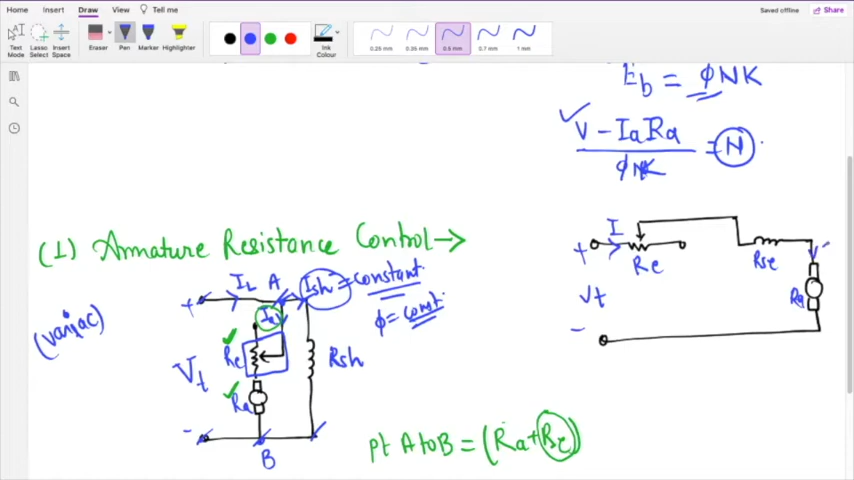 Home Insert Draw View Tell me
Saved offline Share
Text Mode
Lasso Select
Insert Space
Eraser
Pen
Marker
Highlighter
Ink Colour
0.25 mm
0.35 mm
0.5 mm
0.7 mm
1 mm
Eb = φNK
V - IaRa
= N
φNK
(1) Armature Resistance Control →
(variac)
+
IL
A
Ish = constant
φ = const.
Ia
Re
Ra
Rsh
Vt
-
B
pt A to B = (Ra + Re)
+
I
Re
Rse
Vt
Ra
-